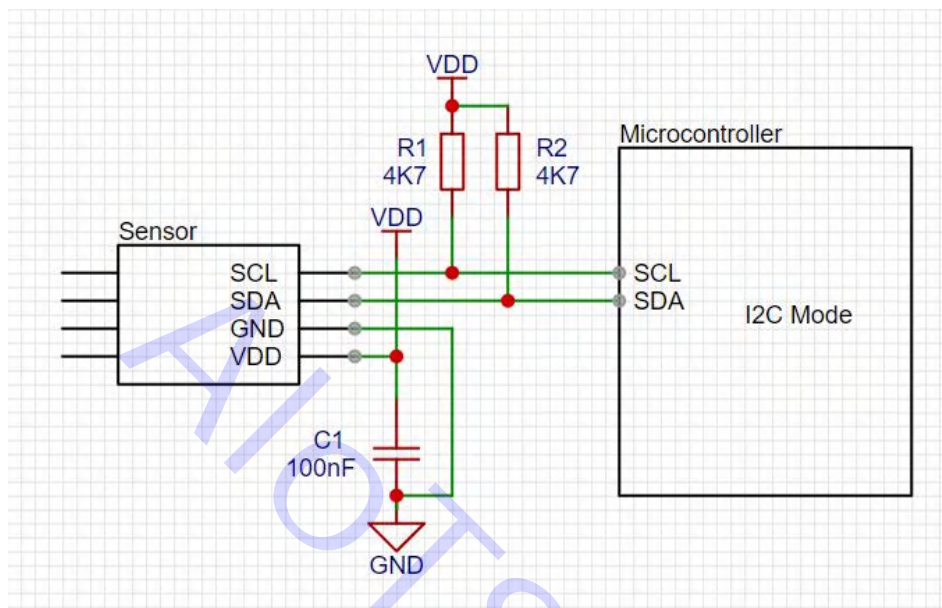 VDD
Microcontroller
R1
4K7
R2
4K7
VDD
Sensor
SCL
SDA
GND
VDD
SCL
SDA
I2C Mode
C1
100nF
GND
AIoT